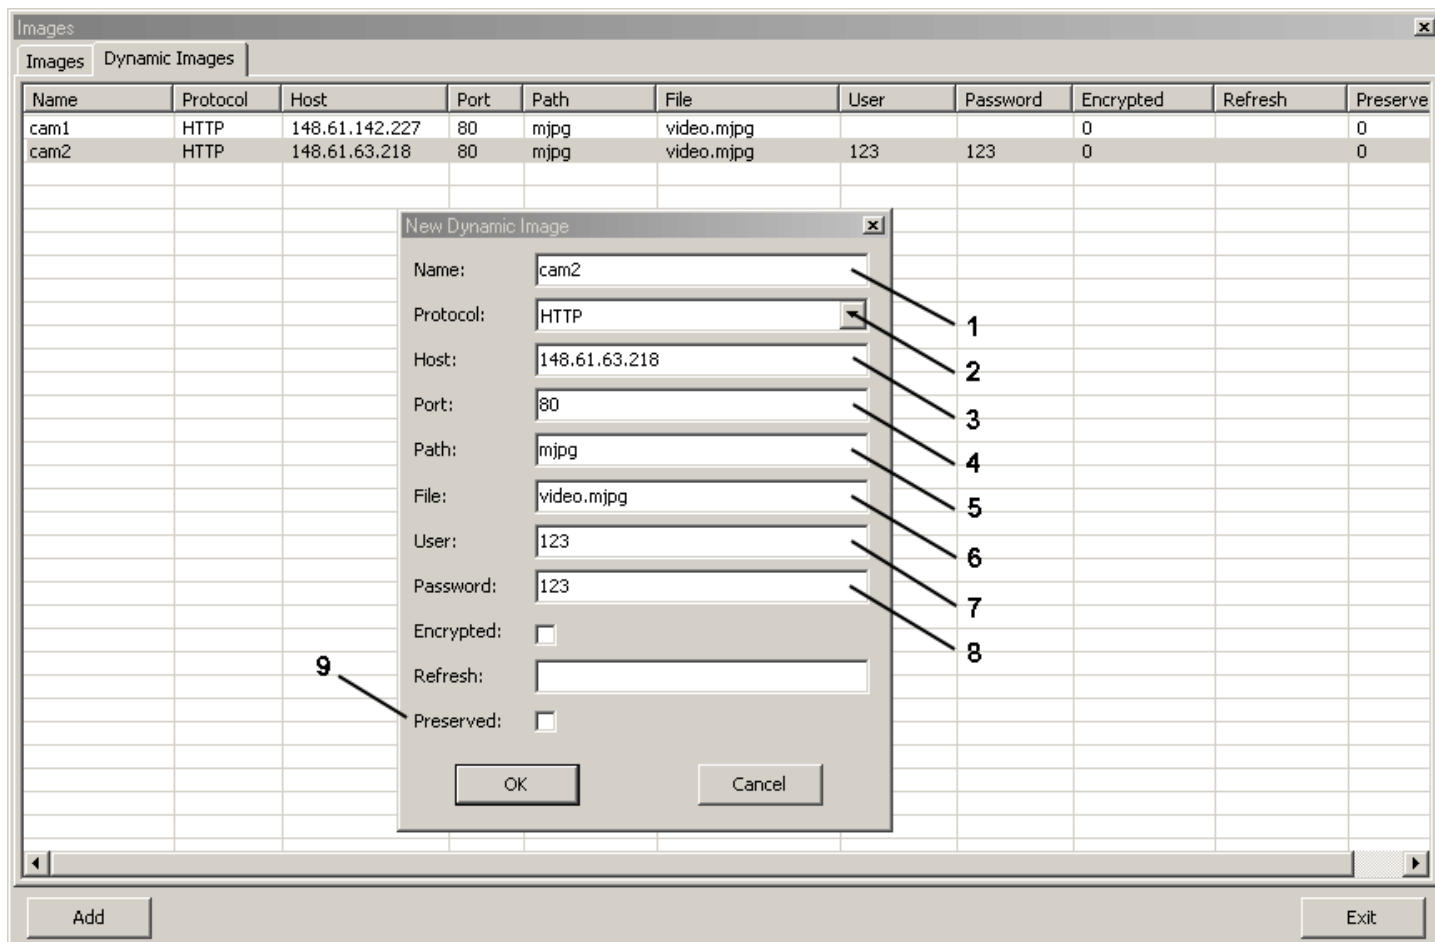 Images
Images Dynamic Images
Name Protocol Host Port Path File User Password Encrypted Refresh Preserve
cam1 HTTP 148.61.142.227 80 mjpg video.mjpg 0 0
cam2 HTTP 148.61.63.218 80 mjpg video.mjpg 123 123 0 0
New Dynamic Image
Name: cam2
1
Protocol: HTTP
2
Host: 148.61.63.218
3
Port: 80
4
Path: mjpg
5
File: video.mjpg
6
User: 123
7
Password: 123
8
Encrypted:
9
Refresh:
Preserved:
OK Cancel
Add Exit